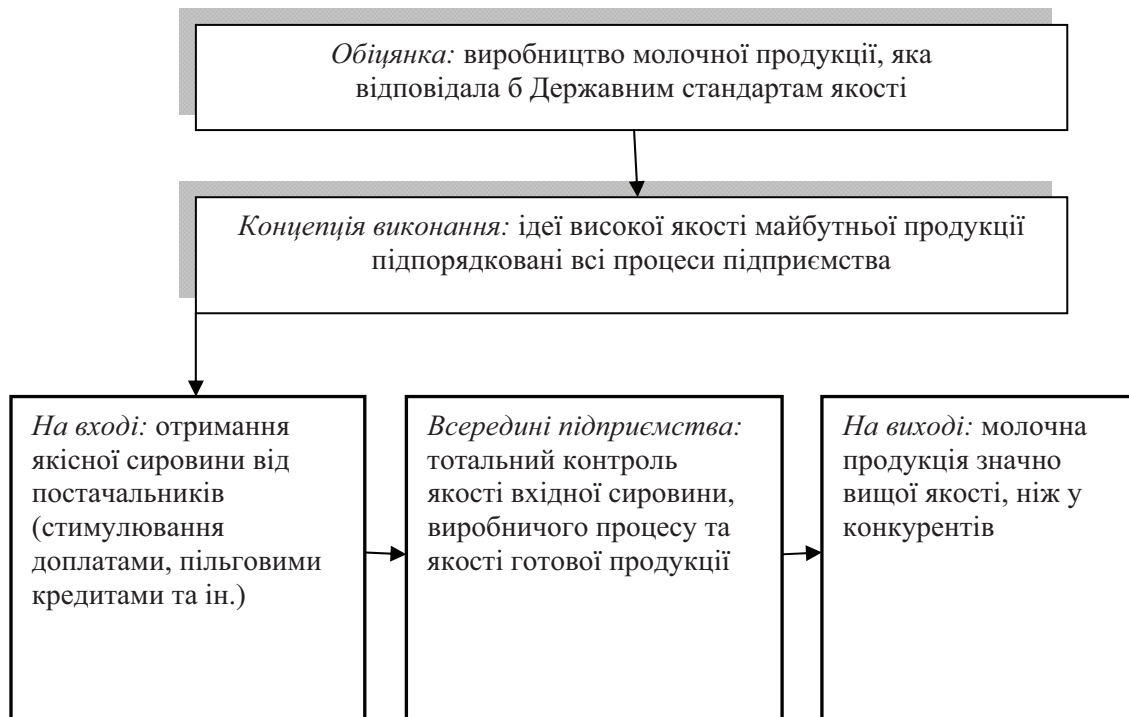 Обіцянка: виробництво молочної продукції, яка
відповідала б Державним стандартам якості
Концепція виконання: ідеї високої якості майбутньої продукції
підпорядковані всі процеси підприємства
На вході: отримання
якісної сировини від
постачальників
(стимулювання
доплатами, пільговими
кредитами та ін.)
Всередині підприємства:
тотальний контроль
якості вхідної сировини,
виробничого процесу та
якості готової продукції
На виході: молочна
продукція значно
вищої якості, ніж у
конкурентів